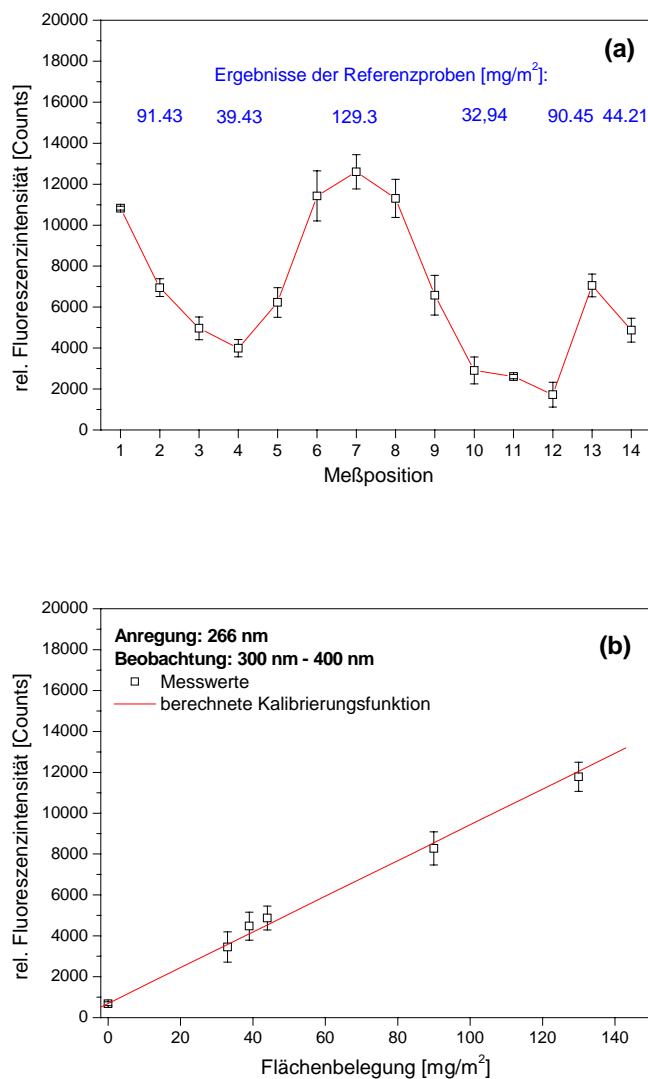 20000
(a)
18000
Ergebnisse der Referenzproben [mg/m²]:
16000
91.43 39.43 129.3 32,94 90.45 44.21
14000
12000
10000
8000
6000
4000
2000
0
rel. Fluoreszenzintensität [Counts]
1 2 3 4 5 6 7 8 9 10 11 12 13 14
Meßposition
20000
Anregung: 266 nm
(b)
18000
Beobachtung: 300 nm - 400 nm
Messwerte
16000
berechnete Kalibrierungsfunktion
14000
12000
10000
8000
6000
4000
2000
0
rel. Fluoreszenzintensität [Counts]
0 20 40 60 80 100 120 140
Flächenbelegung [mg/m²]